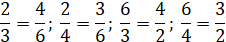 2/3 = 4/6; 2/4 = 3/6; 6/3 = 4/2; 6/4 = 3/2